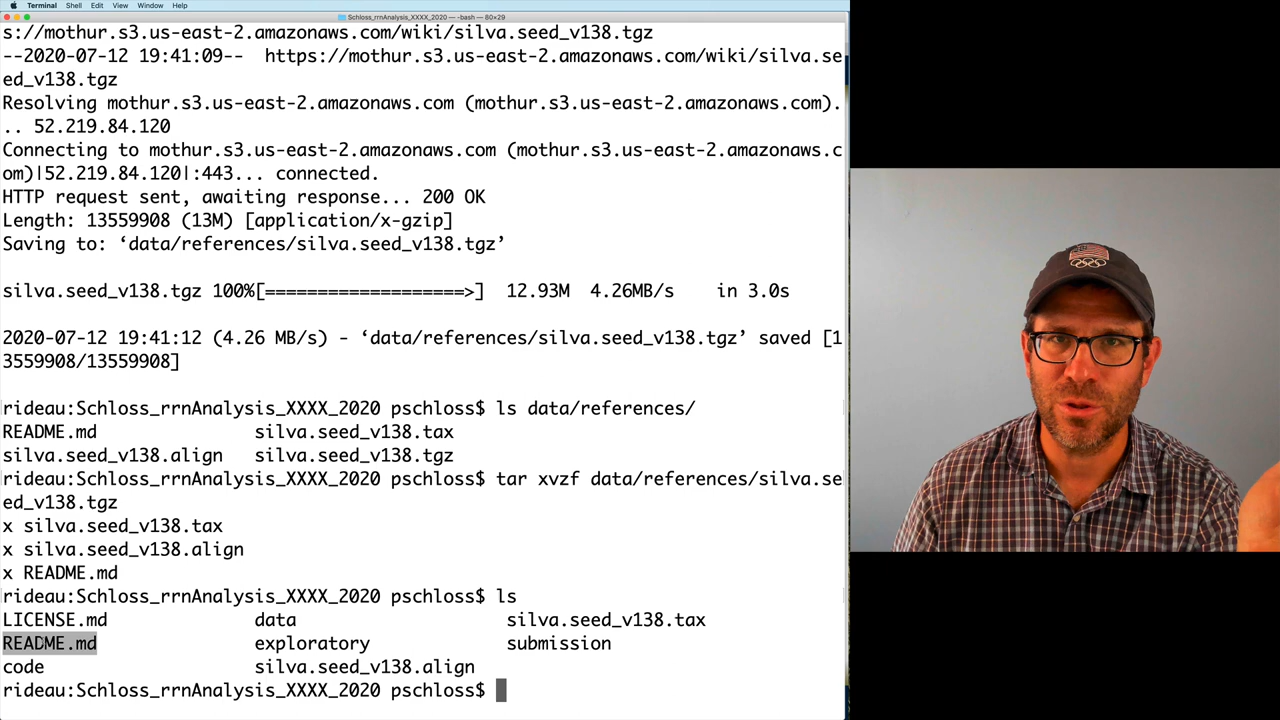 Terminal Shell Edit View Window Help
Schloss_rrnAnalysis_XXXX_2020 — -bash — 80×29
s://mothur.s3.us-east-2.amazonaws.com/wiki/silva.seed_v138.tgz
--2020-07-12 19:41:09--  https://mothur.s3.us-east-2.amazonaws.com/wiki/silva.se
ed_v138.tgz
Resolving mothur.s3.us-east-2.amazonaws.com (mothur.s3.us-east-2.amazonaws.com).
.. 52.219.84.120
Connecting to mothur.s3.us-east-2.amazonaws.com (mothur.s3.us-east-2.amazonaws.c
om)|52.219.84.120|:443... connected.
HTTP request sent, awaiting response... 200 OK
Length: 13559908 (13M) [application/x-gzip]
Saving to: ‘data/references/silva.seed_v138.tgz’
silva.seed_v138.tgz 100%[===================>]  12.93M  4.26MB/s    in 3.0s
2020-07-12 19:41:12 (4.26 MB/s) - ‘data/references/silva.seed_v138.tgz’ saved [1
3559908/13559908]
rideau:Schloss_rrnAnalysis_XXXX_2020 pschloss$ ls data/references/
README.md silva.seed_v138.tax
silva.seed_v138.align silva.seed_v138.tgz
rideau:Schloss_rrnAnalysis_XXXX_2020 pschloss$ tar xvzf data/references/silva.se
ed_v138.tgz
x silva.seed_v138.tax
x silva.seed_v138.align
x README.md
rideau:Schloss_rrnAnalysis_XXXX_2020 pschloss$ ls
LICENSE.md data silva.seed_v138.tax
README.md exploratory submission
code silva.seed_v138.align
rideau:Schloss_rrnAnalysis_XXXX_2020 pschloss$